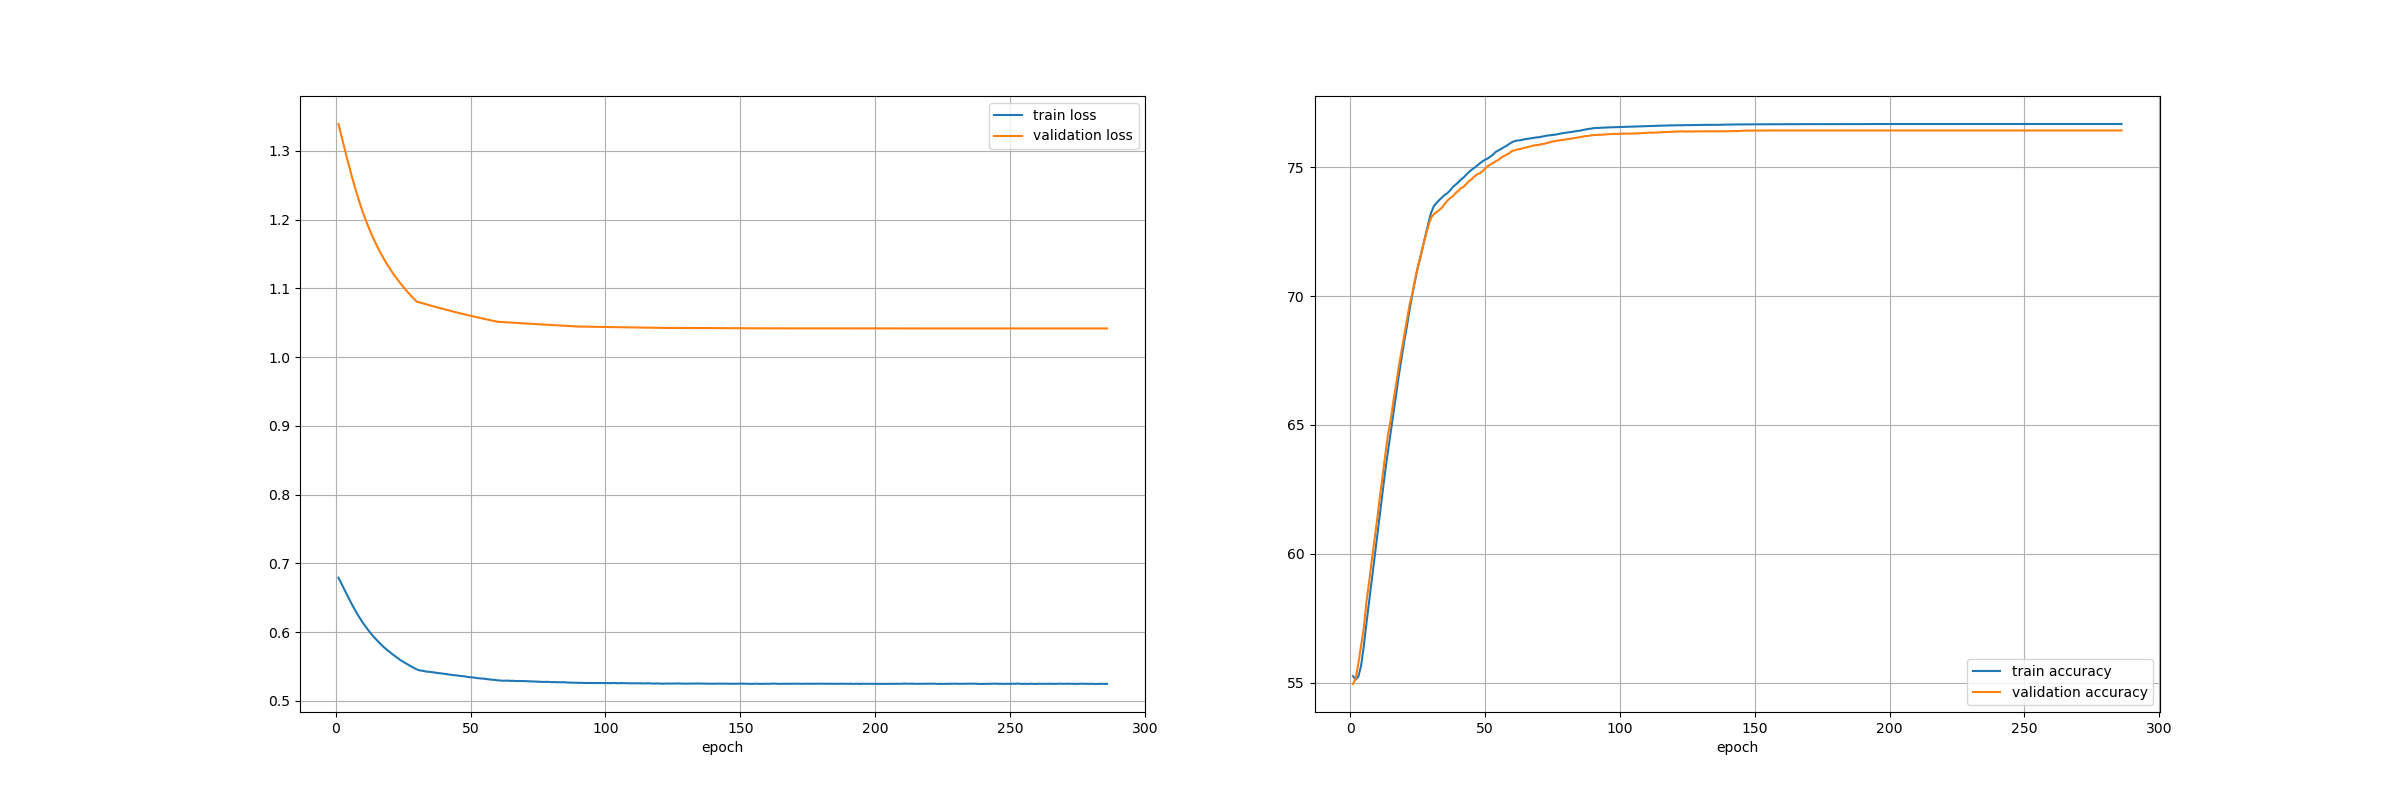 train loss
validation loss
1.3
1.2
1.1
1.0
0.9
0.8
0.7
0.6
0.5
0 50 100 150 200 250 300
epoch
75
70
65
60
55
train accuracy
validation accuracy
0 50 100 150 200 250 300
epoch